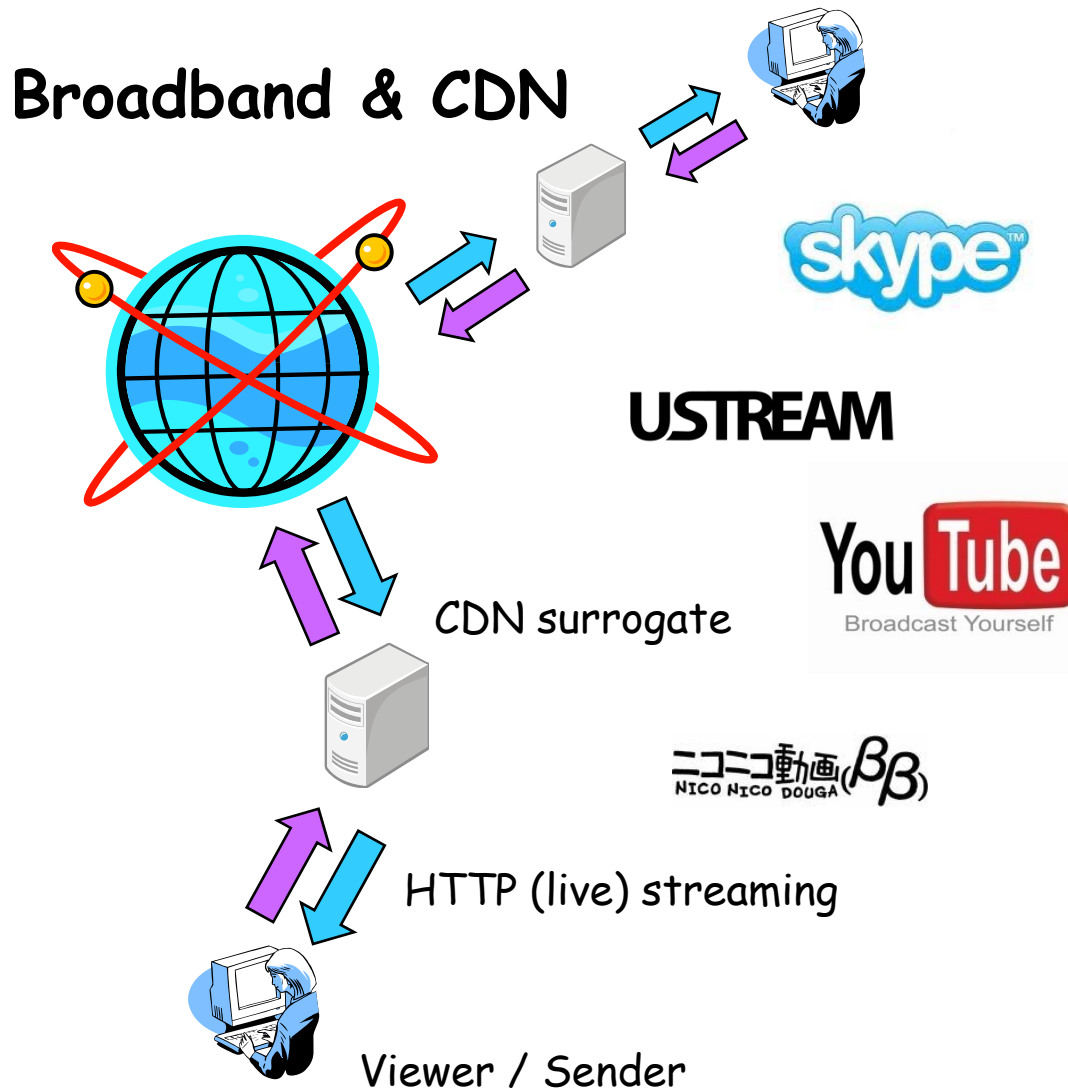 Broadband & CDN
skype™
USTREAM
YouTube
Broadcast Yourself
CDN surrogate
ニコニコ動画(ββ)
NICO NICO DOUGA
HTTP (live) streaming
Viewer / Sender